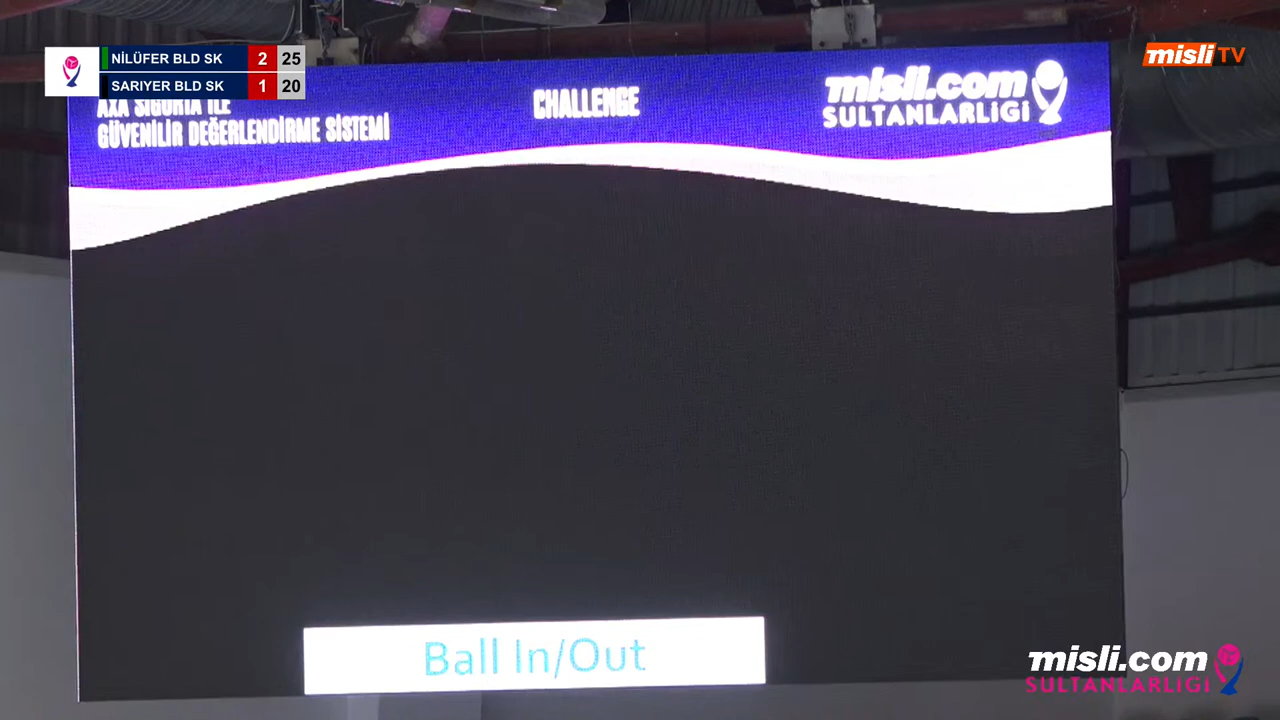 NİLÜFER BLD SK 2 25
SARIYER BLD SK 1 20
misli TV
AXA SİGORTA İLE
GÜVENİLİR DEĞERLENDİRME SİSTEMİ
CHALLENGE
misli.com
SULTANLARLiGi
Ball In/Out
misli.com
SULTANLARLiGi